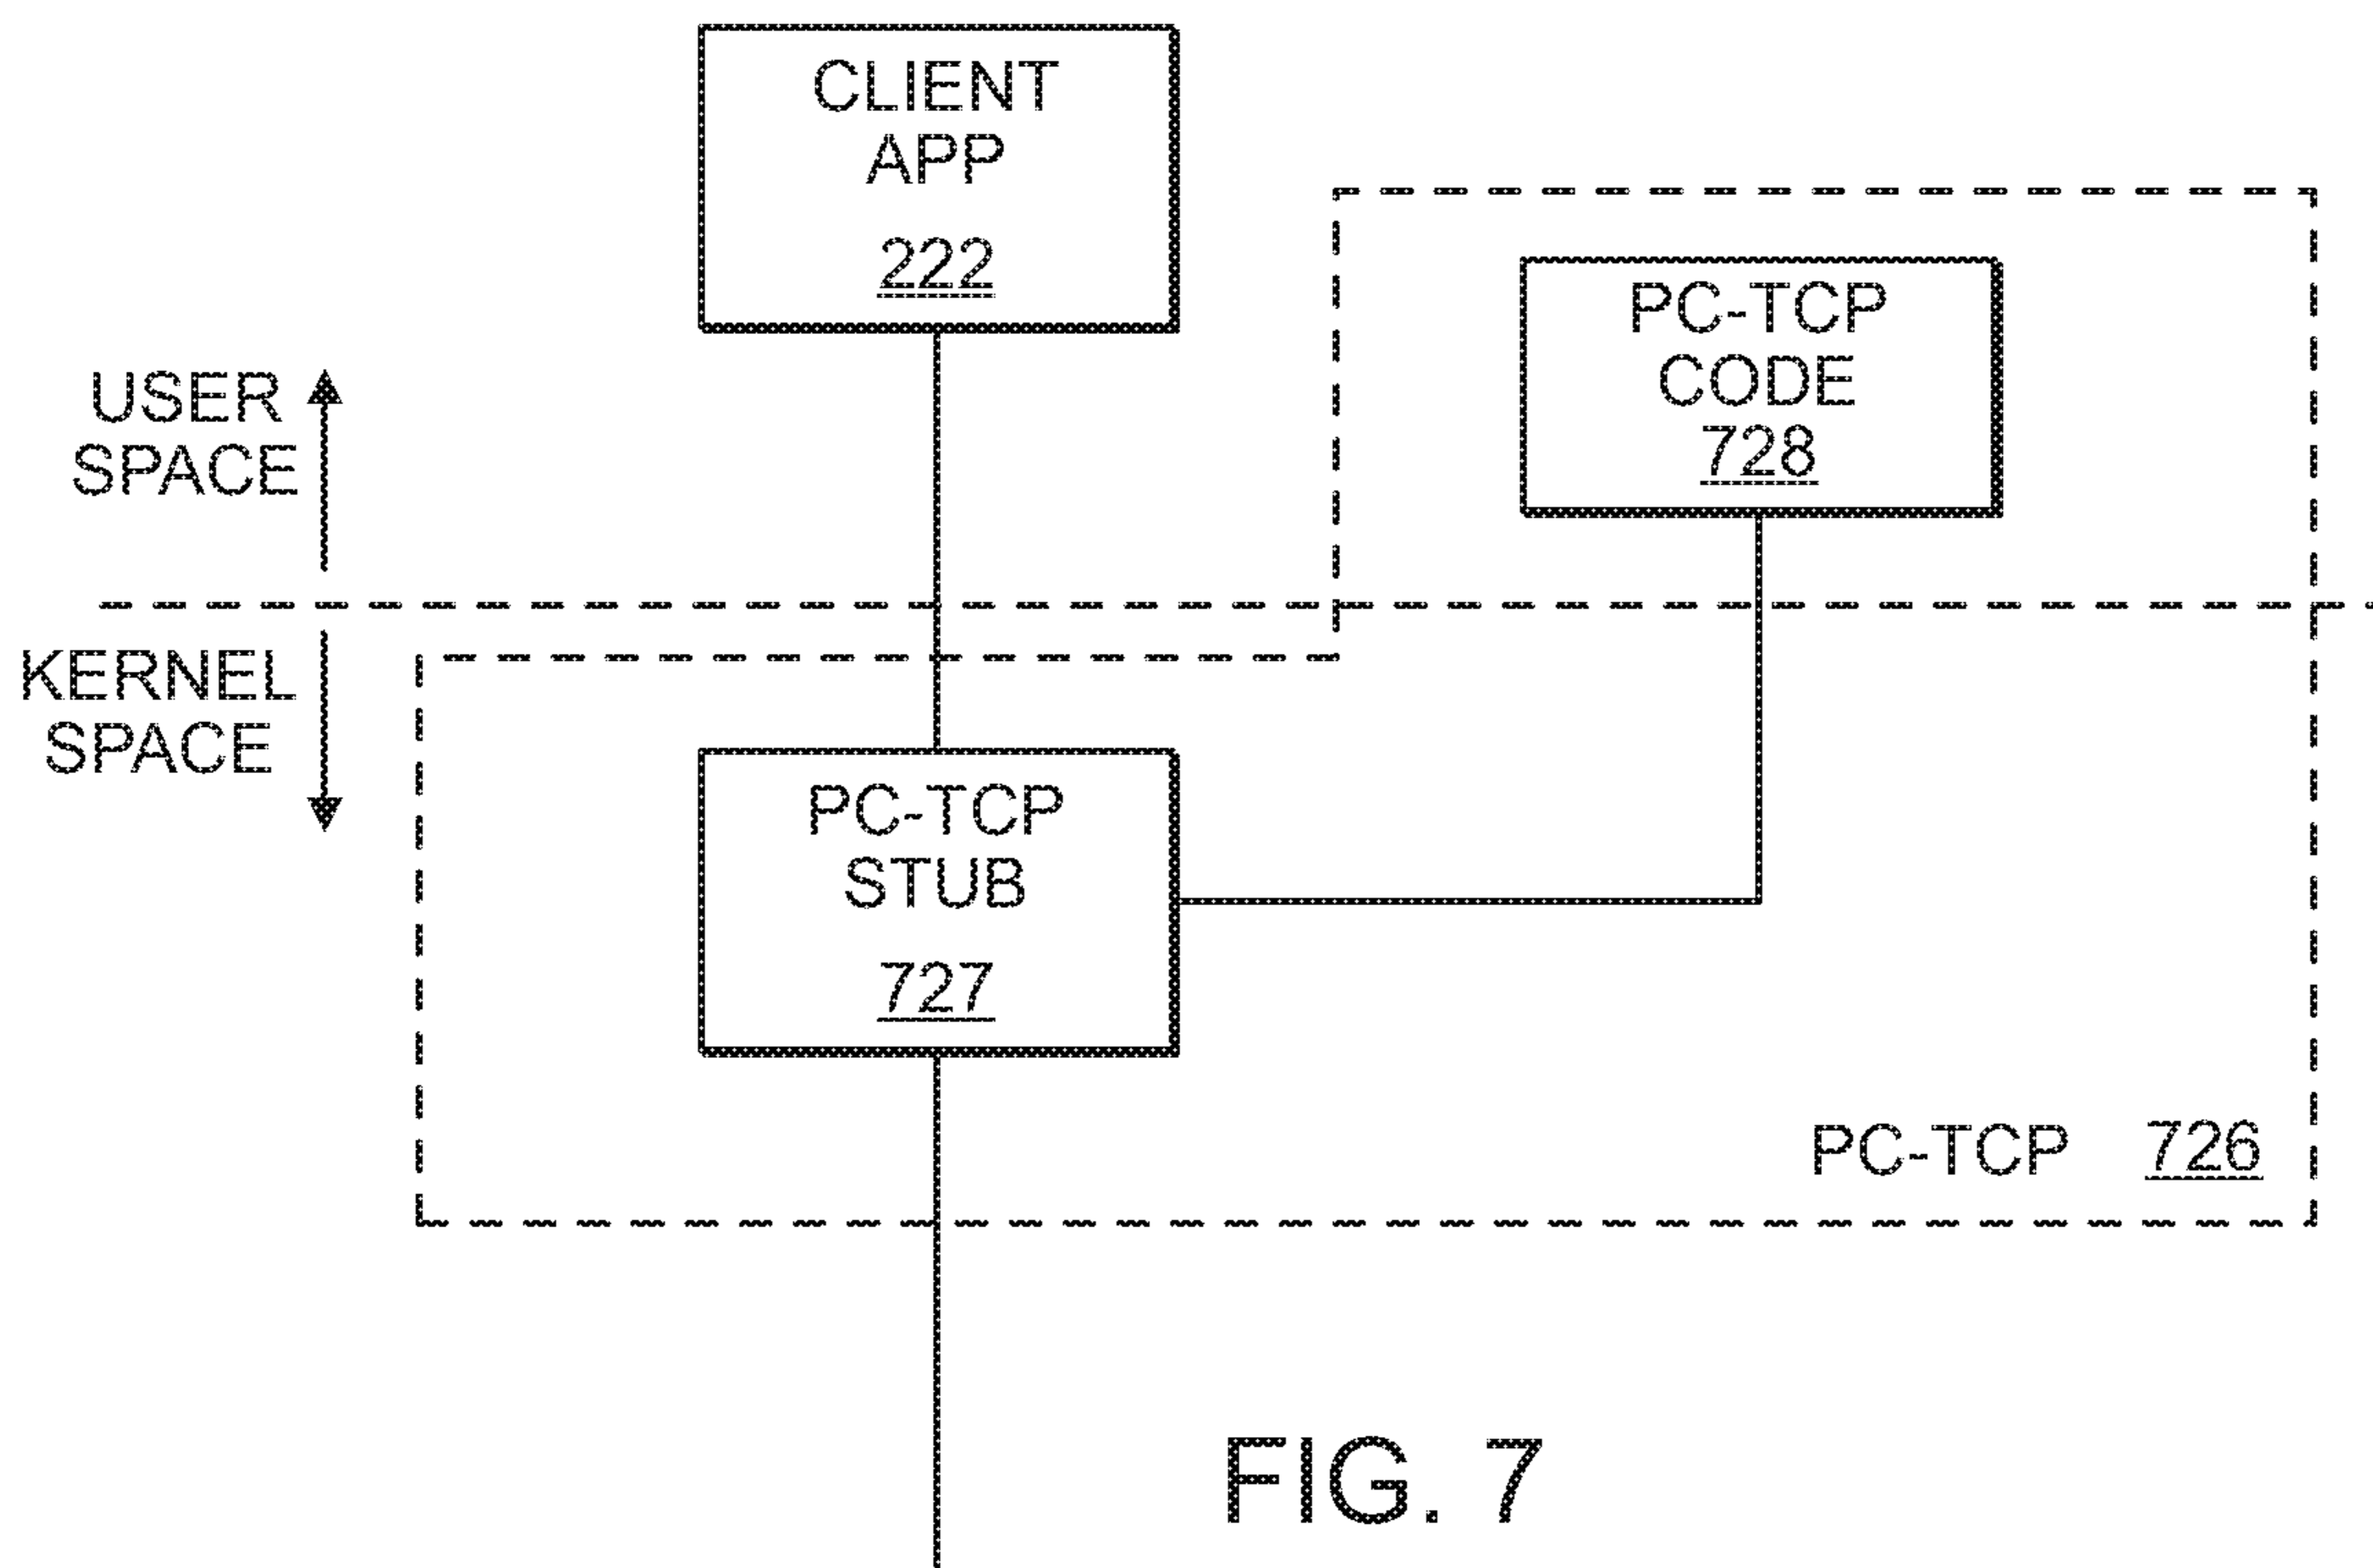 CLIENT
APP
222
PC-TCP
CODE
728
USER
SPACE
KERNEL
SPACE
PC-TCP
STUB
727
PC-TCP 726
FIG. 7